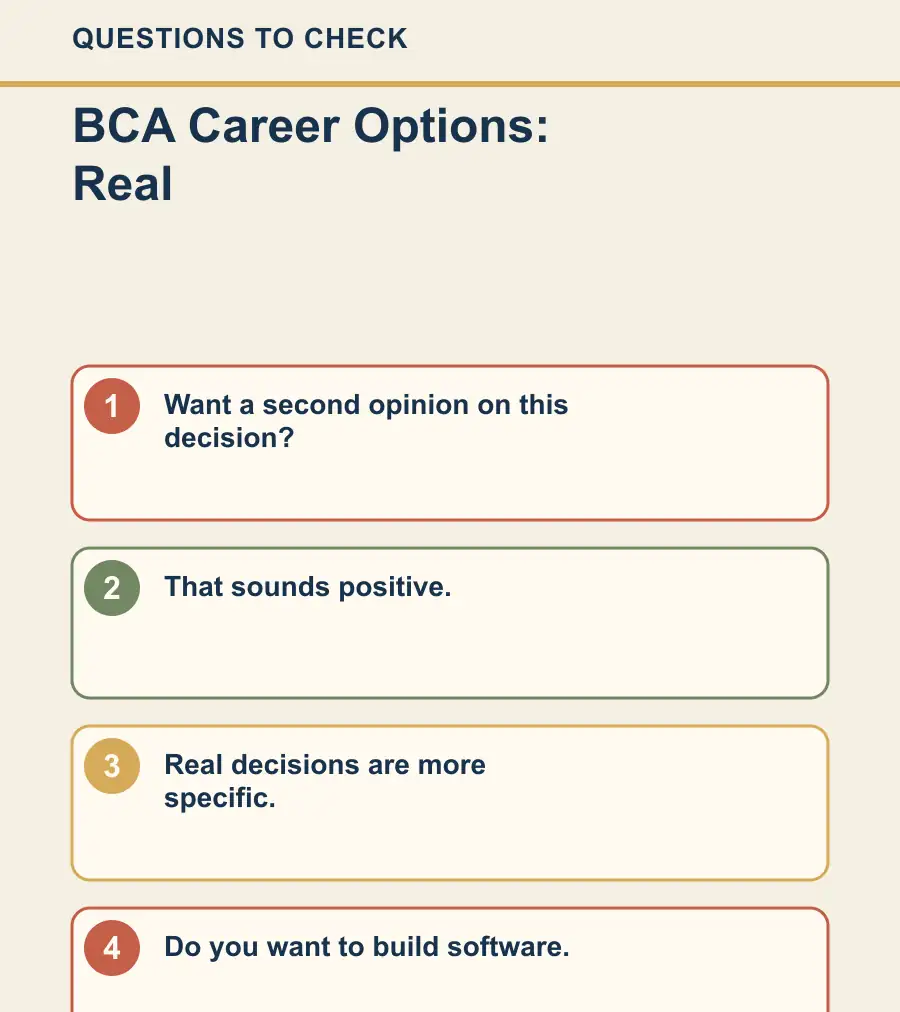 QUESTIONS TO CHECK
BCA Career Options:
Real
1
Want a second opinion on this
decision?
2
That sounds positive.
3
Real decisions are more
specific.
4
Do you want to build software.